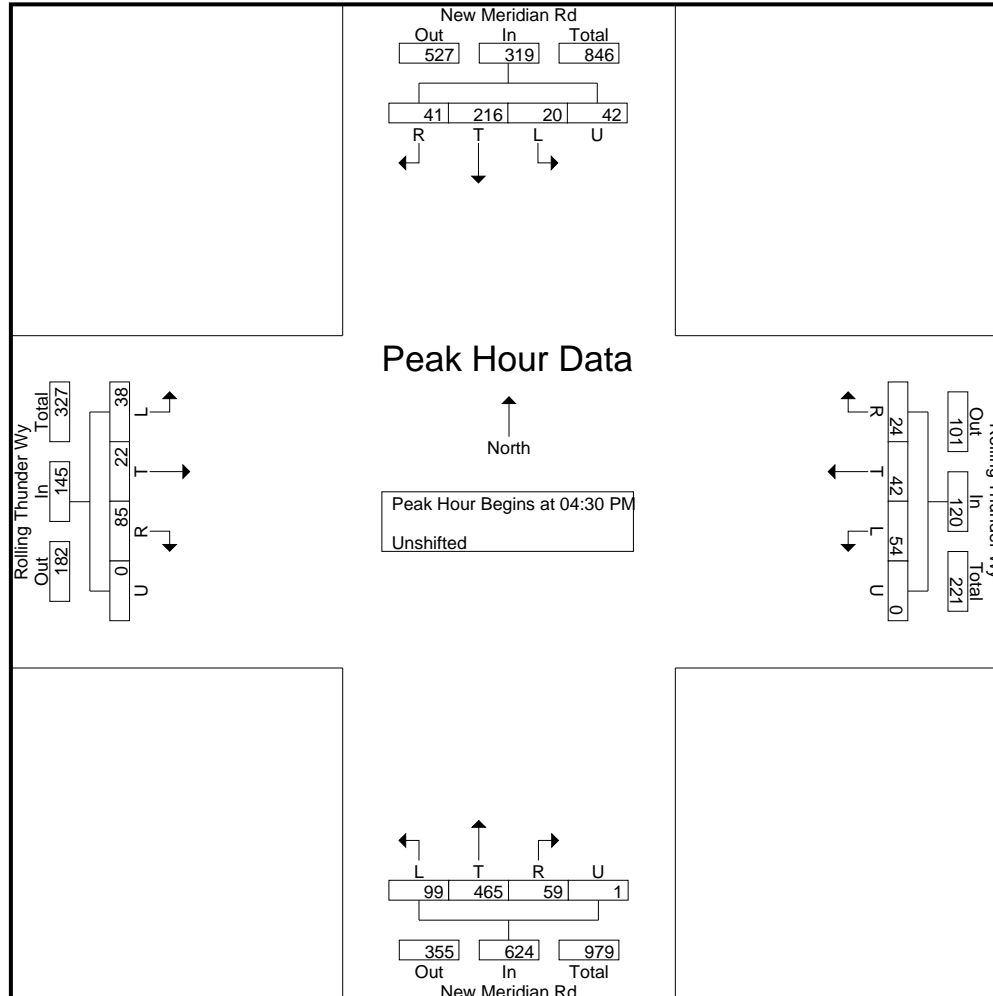 New Meridian Rd
Out In Total
527 319 846
41 216 20 42
R T L U
Peak Hour Data
North
Peak Hour Begins at 04:30 PM
Unshifted
Rolling Thunder Wy
Total In Out
327 145 182
38 22 85 0
L T R U
Rolling Thunder Wy
Out In Total
101 120 221
24 42 54 0
R T L U
L T R U
99 465 59 1
355 624 979
Out In Total
New Meridian Rd